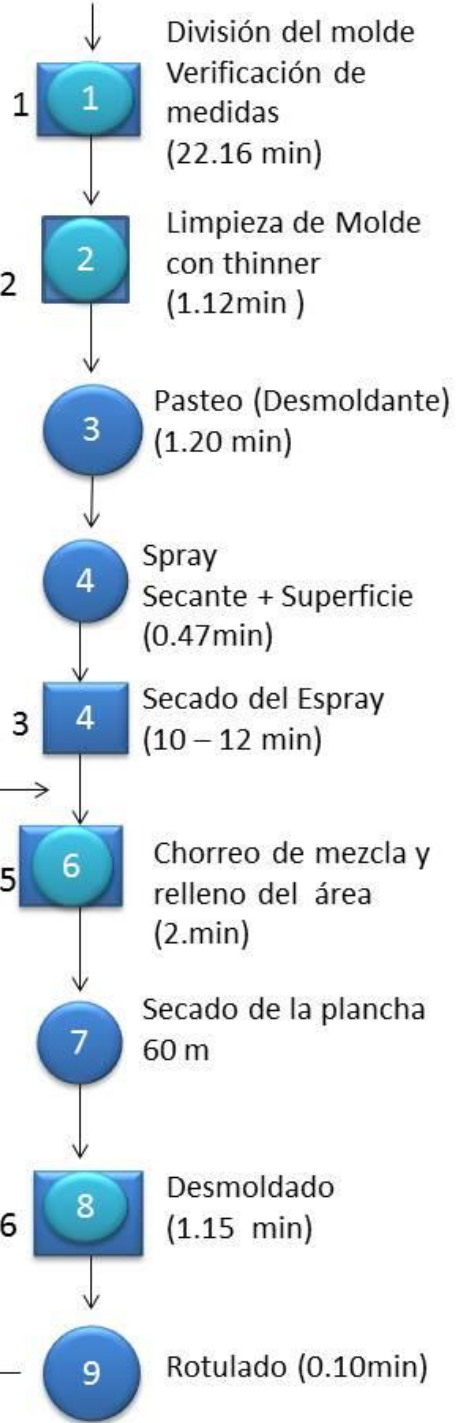 División del molde
Verificación de
medidas
(22.16 min)
1
1
Limpieza de Molde
con thinner
(1.12min )
2
2
Pasteo (Desmoldante)
(1.20 min)
3
Spray
Secante + Superficie
(0.47min)
4
Secado del Espray
(10 – 12 min)
3
4
Chorreo de mezcla y
relleno del área
(2.min)
5
6
Secado de la plancha
60 m
7
Desmoldado
(1.15 min)
6
8
Rotulado (0.10min)
9